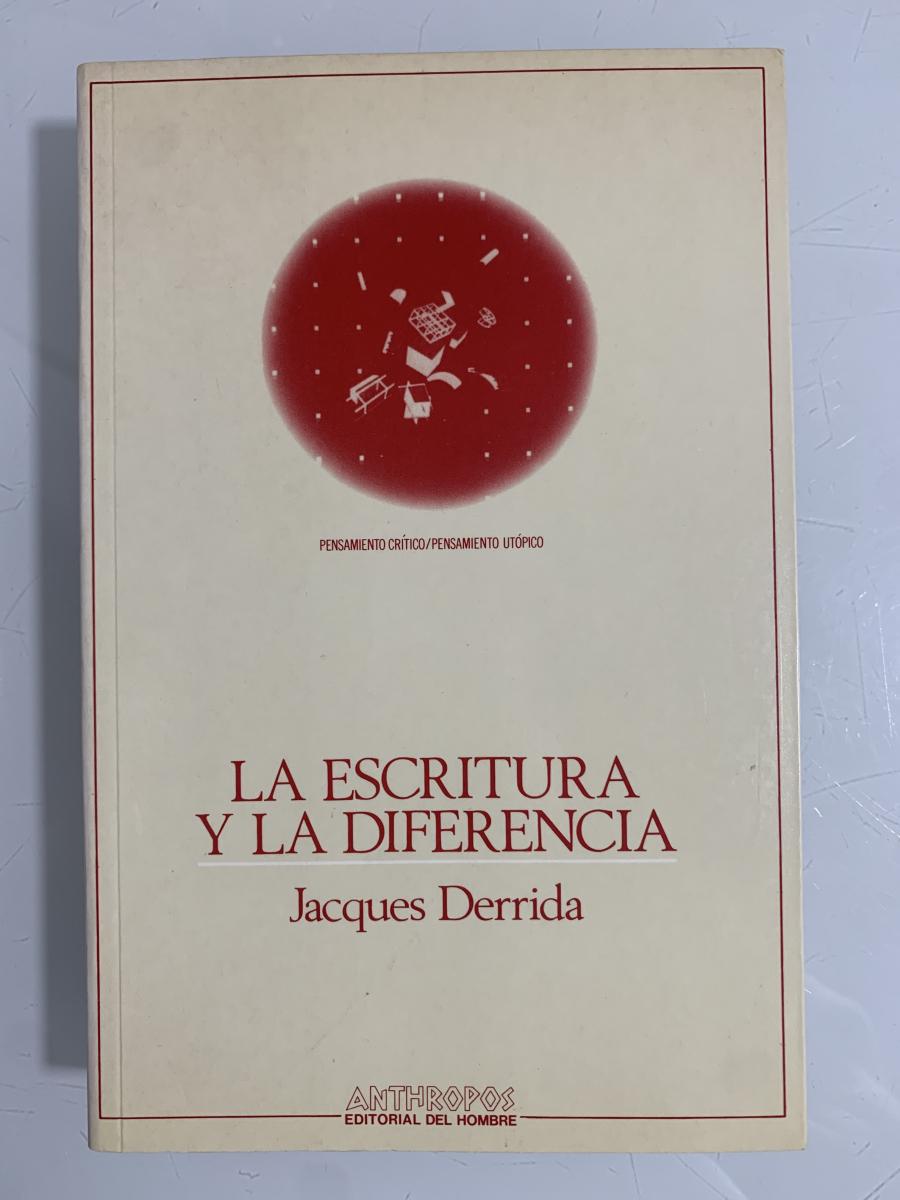 PENSAMIENTO CRÍTICO/PENSAMIENTO UTÓPICO
LA ESCRITURA
Y LA DIFERENCIA
Jacques Derrida
ANTHROPOS
EDITORIAL DEL HOMBRE